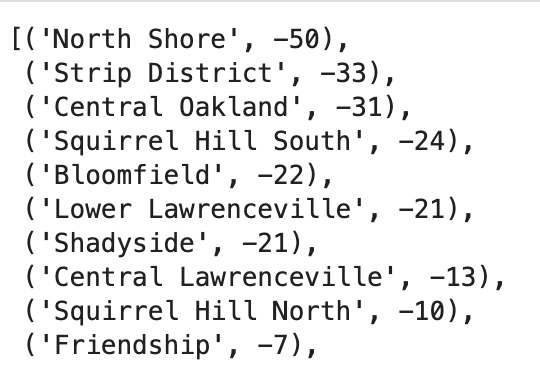 [('North Shore', -50),
('Strip District', -33),
('Central Oakland', -31),
('Squirrel Hill South', -24),
('Bloomfield', -22),
('Lower Lawrenceville', -21),
('Shadyside', -21),
('Central Lawrenceville', -13),
('Squirrel Hill North', -10),
('Friendship', -7),